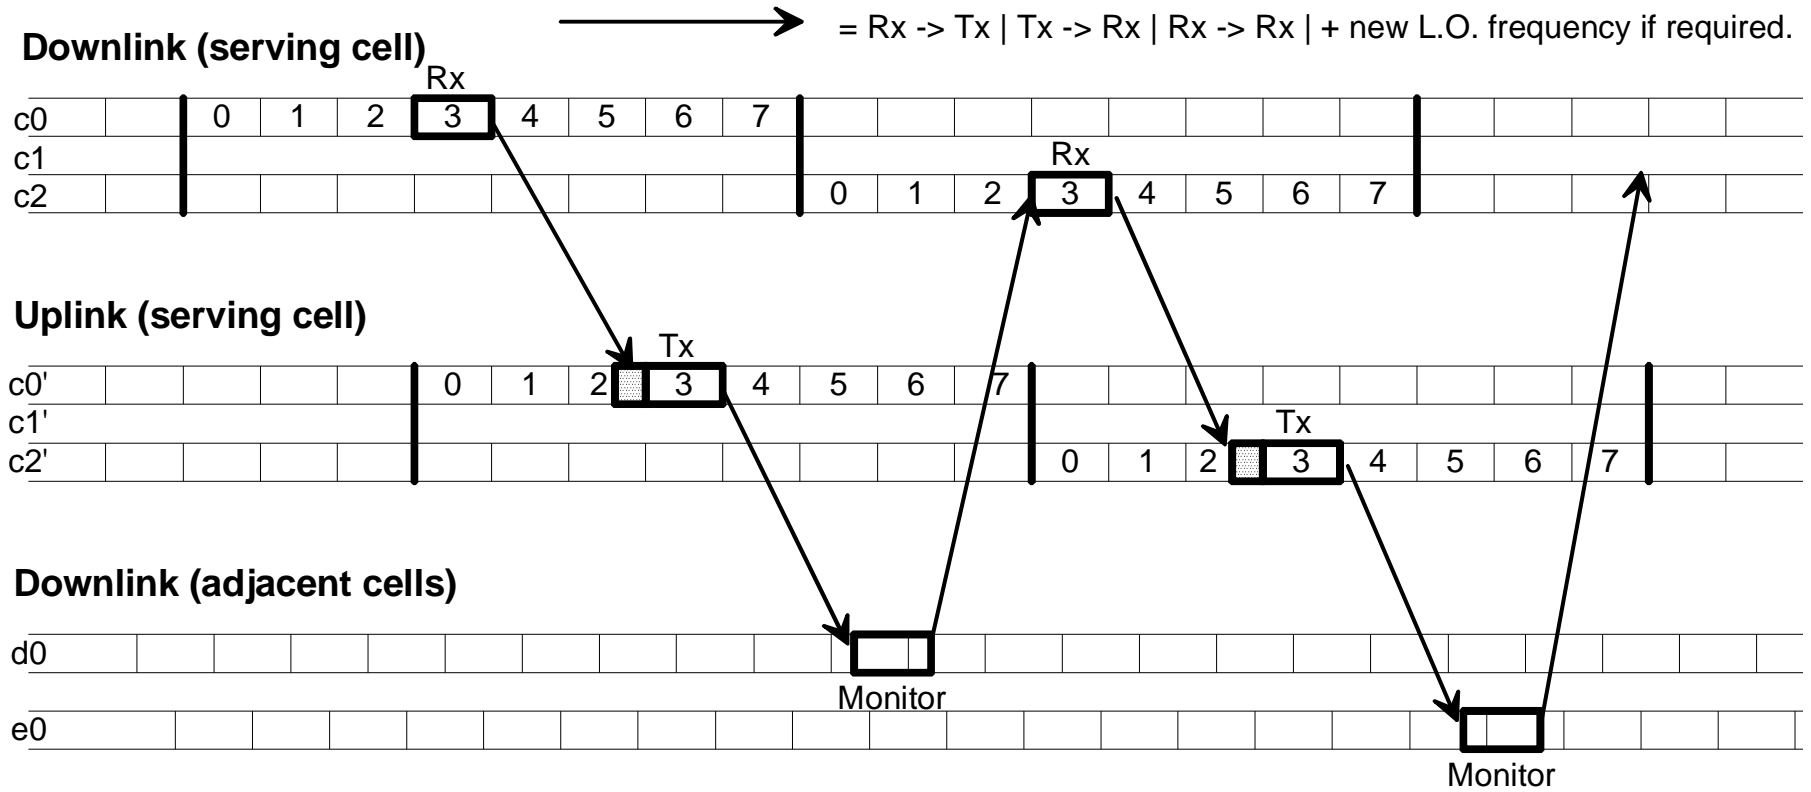 = Rx -> Tx | Tx -> Rx | Rx -> Rx | + new L.O. frequency if required.
Downlink (serving cell)
Rx
c0 0 1 2 3 4 5 6 7
c1
Rx
c2 0 1 2 3 4 5 6 7
Uplink (serving cell)
Tx
c0' 0 1 2 3 4 5 6 7
c1'
Tx
c2' 0 1 2 3 4 5 6 7
Downlink (adjacent cells)
d0
Monitor
e0
Monitor